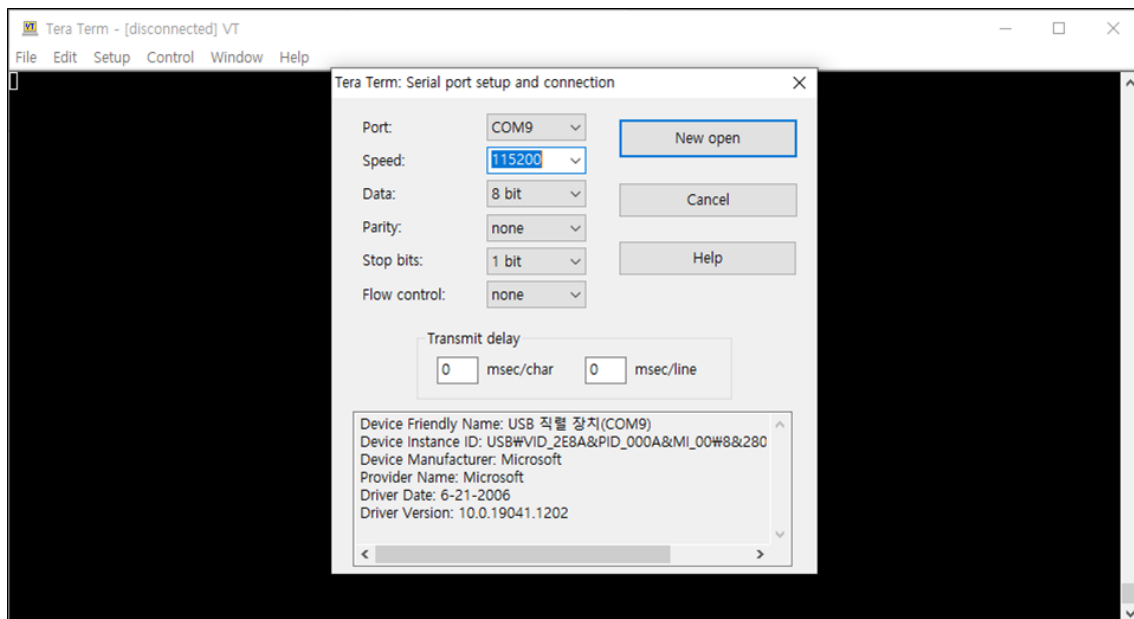 Tera Term - [disconnected] VT
File Edit Setup Control Window Help
Tera Term: Serial port setup and connection
Port: COM9 New open
Speed: 115200
Data: 8 bit Cancel
Parity: none
Stop bits: 1 bit Help
Flow control: none
Transmit delay
0 msec/char 0 msec/line
Device Friendly Name: USB 직렬 장치(COM9)
Device Instance ID: USB₩VID_2E8A&PID_000A&MI_00₩8&280
Device Manufacturer: Microsoft
Provider Name: Microsoft
Driver Date: 6-21-2006
Driver Version: 10.0.19041.1202